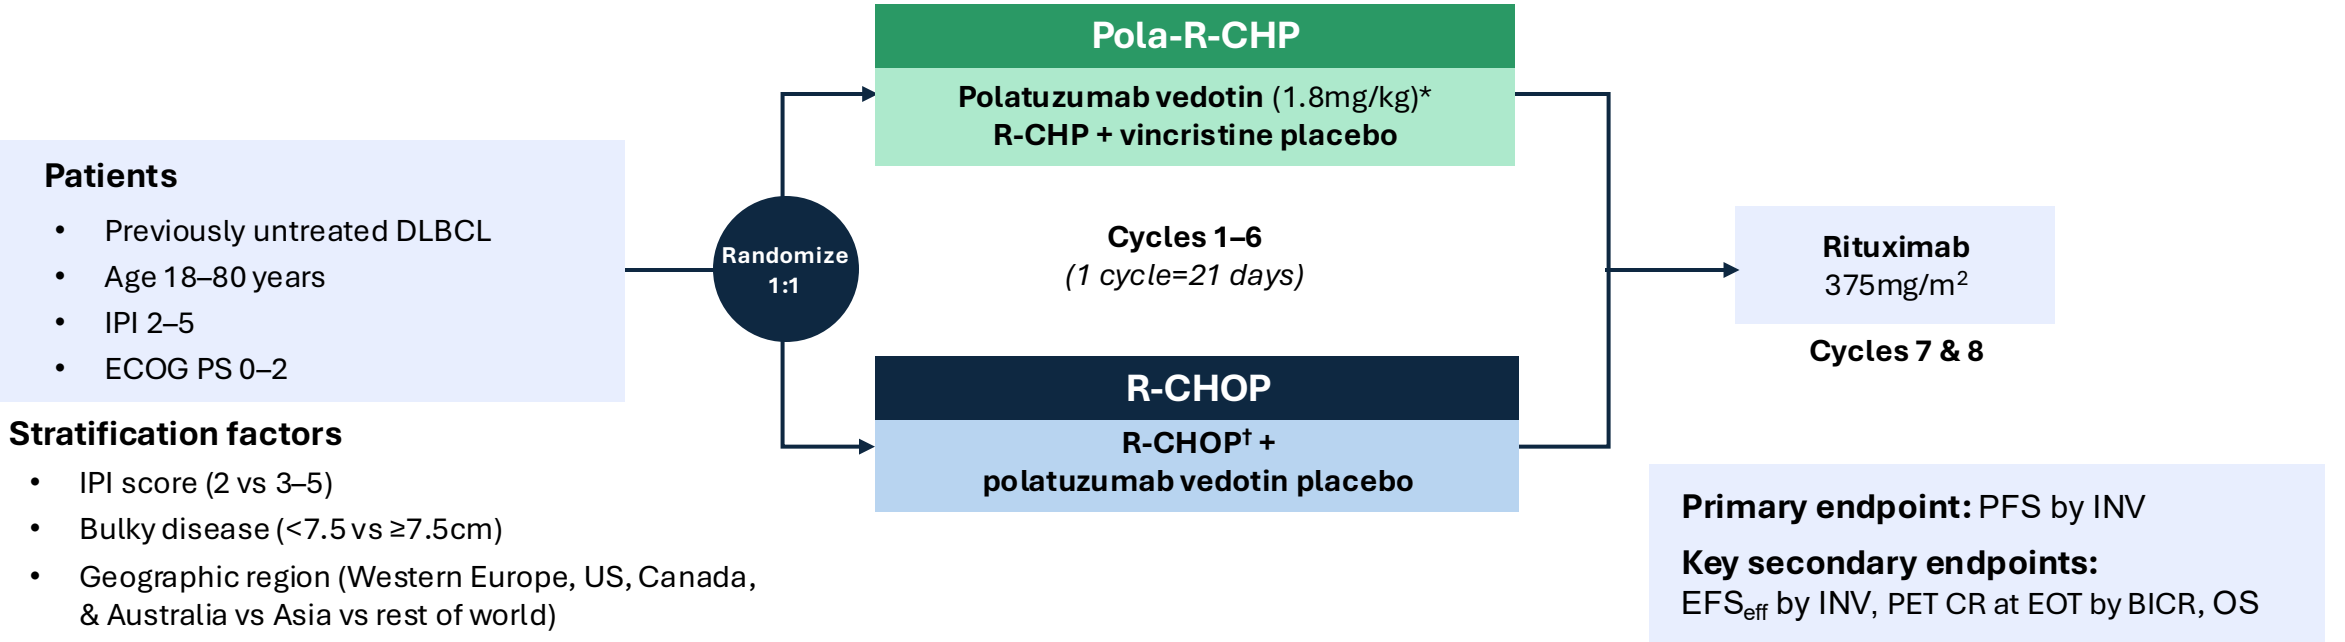 Patients
• Previously untreated DLBCL
• Age 18–80 years
• IPI 2–5
• ECOG PS 0–2
Stratification factors
• IPI score (2 vs 3–5)
• Bulky disease (<7.5 vs ≥7.5cm)
• Geographic region (Western Europe, US, Canada,
& Australia vs Asia vs rest of world)
Randomize
1:1
Pola-R-CHP
Polatuzumab vedotin (1.8mg/kg)*
R-CHP + vincristine placebo
Cycles 1–6
(1 cycle=21 days)
R-CHOP
R-CHOP† +
polatuzumab vedotin placebo
Rituximab
375mg/m²
Cycles 7 & 8
Primary endpoint: PFS by INV
Key secondary endpoints:
EFSeff by INV, PET CR at EOT by BICR, OS